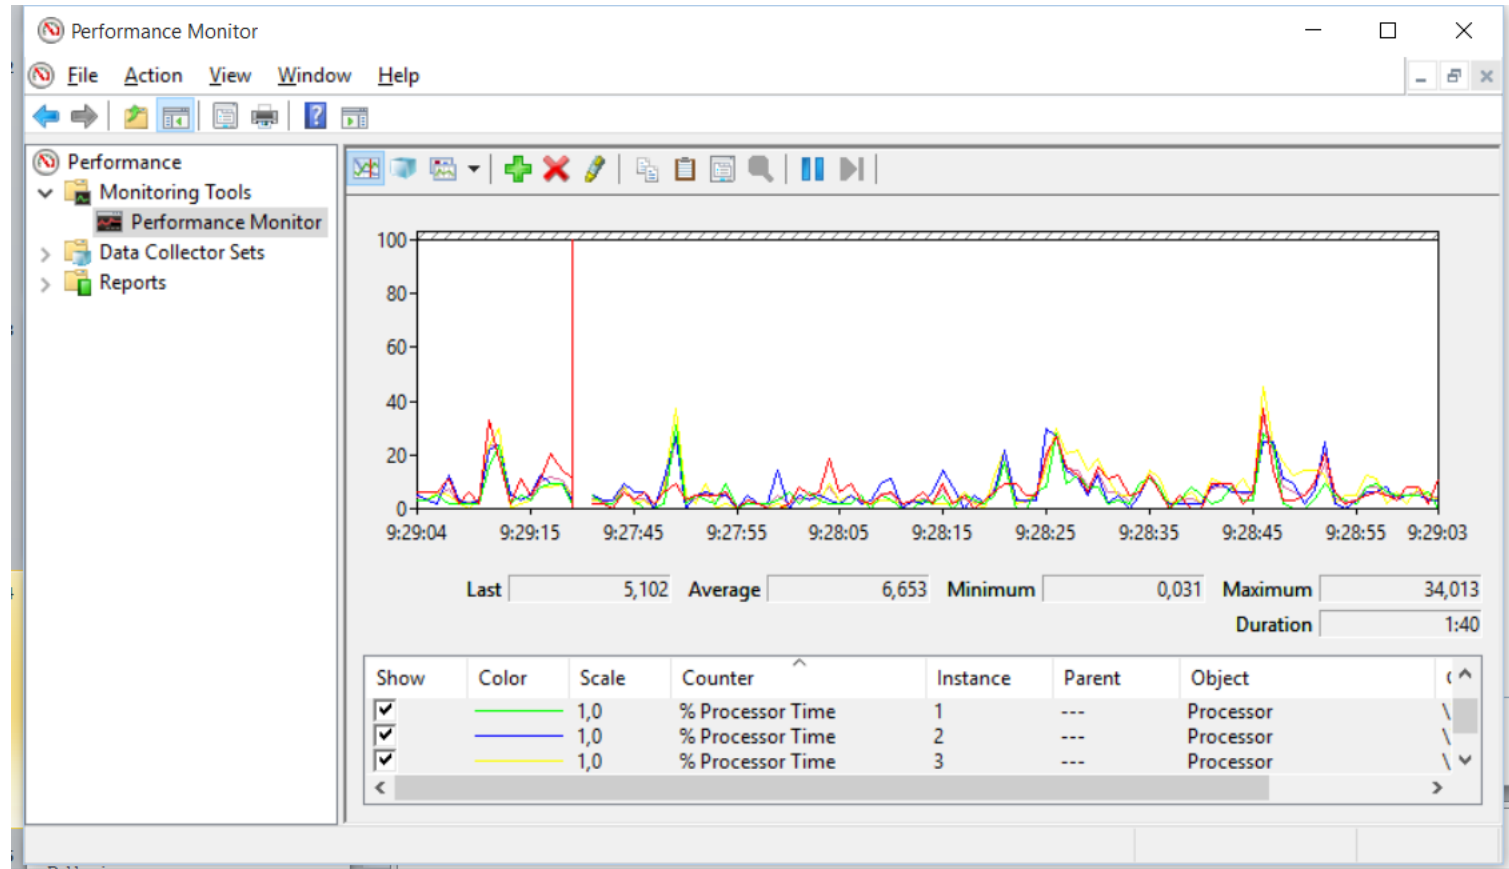 Performance Monitor
File Action View Window Help
Performance
Monitoring Tools
Performance Monitor
Data Collector Sets
Reports
100
80
60
40
20
0
9:29:04 9:29:15 9:27:45 9:27:55 9:28:05 9:28:15 9:28:25 9:28:35 9:28:45 9:28:55 9:29:03
Last 5,102 Average 6,653 Minimum 0,031 Maximum 34,013
Duration 1:40
Show Color Scale Counter Instance Parent Object
1,0 % Processor Time 1 --- Processor \
1,0 % Processor Time 2 --- Processor \
1,0 % Processor Time 3 --- Processor \